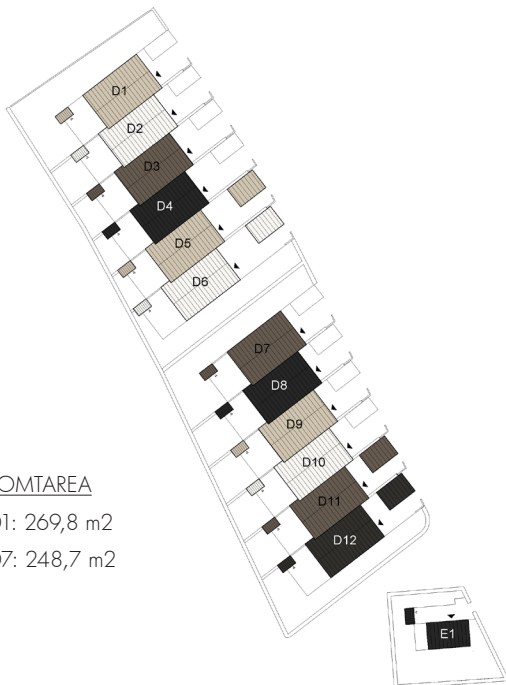 D1
D2
D3
D4
D5
D6
D7
D8
D9
D10
D11
D12
OMTAREA
1: 269,8 m2
7: 248,7 m2
E1